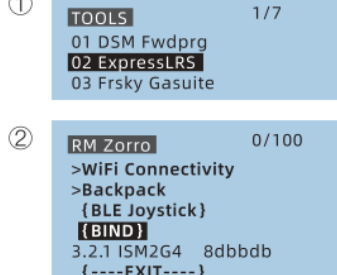 ①
TOOLS 1/7
01 DSM Fwdprg
02 ExpressLRS
03 Frsky Gasuite
②
RM Zorro 0/100
>WiFi Connectivity
>Backpack
{BLE Joystick}
{BIND}
3.2.1 ISM2G4 8dbbdb
{----EXIT----}